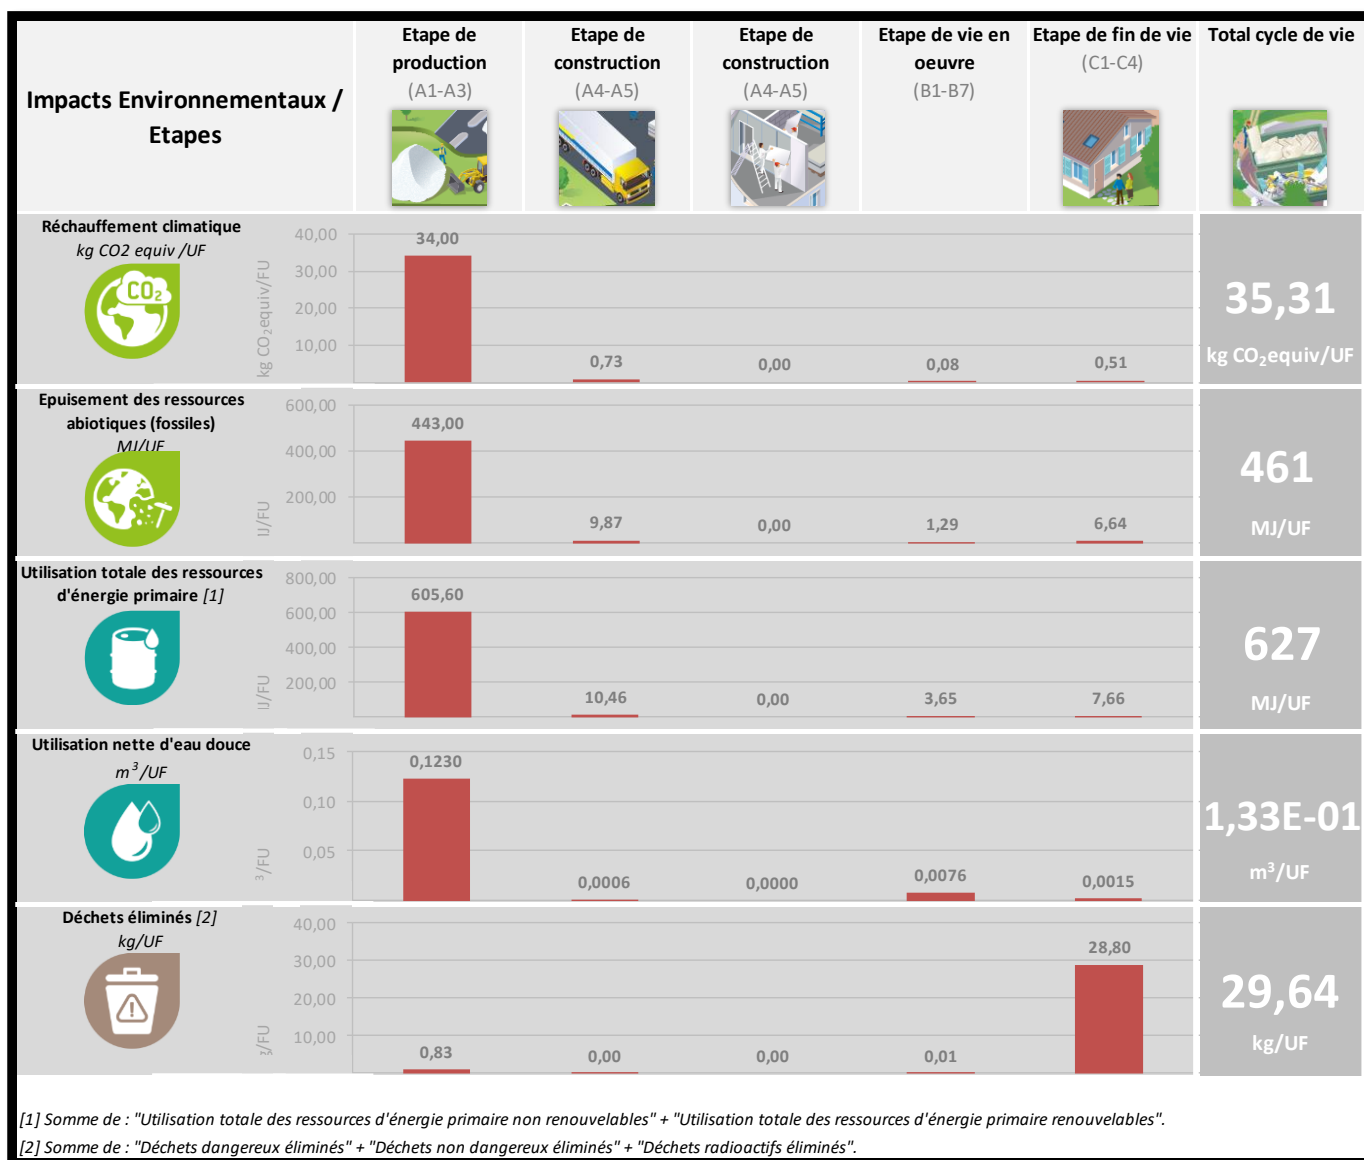 Impacts Environnementaux /
Etapes
Etape de
production
(A1-A3)
Etape de
construction
(A4-A5)
Etape de
construction
(A4-A5)
Etape de vie en
oeuvre
(B1-B7)
Etape de fin de vie
(C1-C4)
Total cycle de vie
Réchauffement climatique
kg CO2 equiv /UF
CO2
kg CO2equiv/FU
40,00
30,00
20,00
10,00
34,00
0,73
0,00
0,08
0,51
35,31
kg CO2equiv/UF
Epuisement des ressources
abiotiques (fossiles)
MJ/UF
/FU
600,00
400,00
200,00
443,00
9,87
0,00
1,29
6,64
461
MJ/UF
Utilisation totale des ressources
d'énergie primaire [1]
/FU
800,00
600,00
400,00
200,00
605,60
10,46
0,00
3,65
7,66
627
MJ/UF
Utilisation nette d'eau douce
m3/UF
3/FU
0,15
0,10
0,05
0,1230
0,0006
0,0000
0,0076
0,0015
1,33E-01
m3/UF
Déchets éliminés [2]
kg/UF
/FU
40,00
30,00
20,00
10,00
0,83
0,00
0,00
0,01
28,80
29,64
kg/UF
[1] Somme de : "Utilisation totale des ressources d'énergie primaire non renouvelables" + "Utilisation totale des ressources d'énergie primaire renouvelables".
[2] Somme de : "Déchets dangereux éliminés" + "Déchets non dangereux éliminés" + "Déchets radioactifs éliminés".